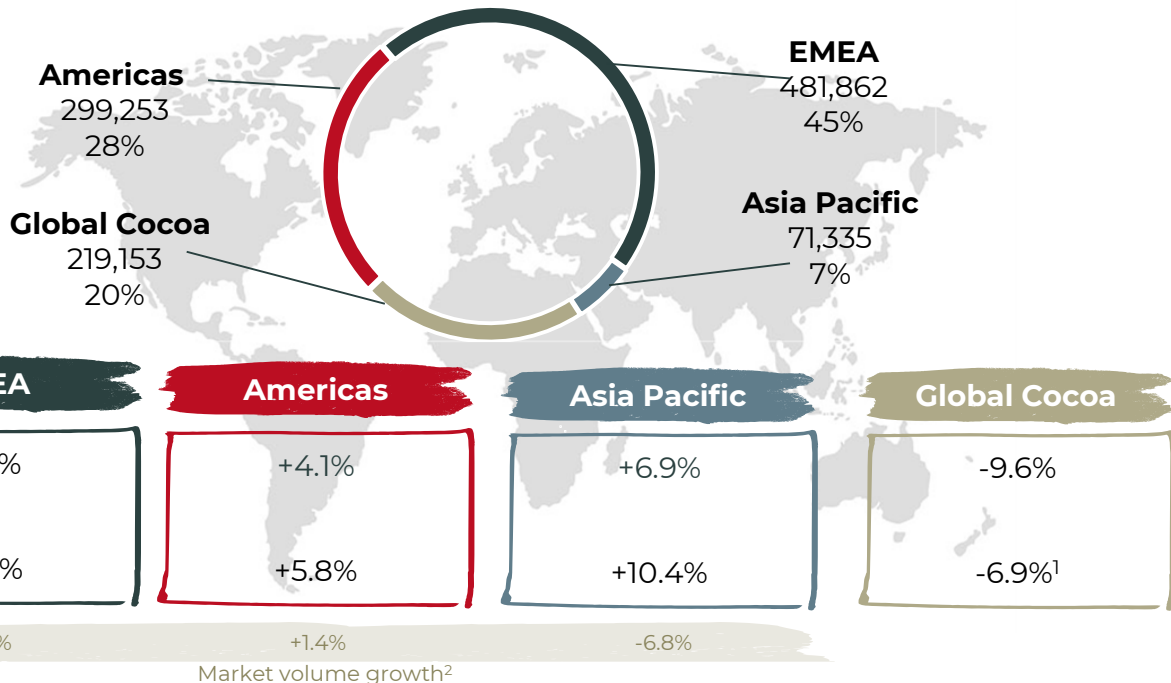 Americas
299,253
28%
EMEA
481,862
45%
Global Cocoa
219,153
20%
Asia Pacific
71,335
7%
EA
Americas
Asia Pacific
Global Cocoa
%
+4.1%
+6.9%
-9.6%
%
+5.8%
+10.4%
-6.9%¹
%
+1.4%
-6.8%
Market volume growth²